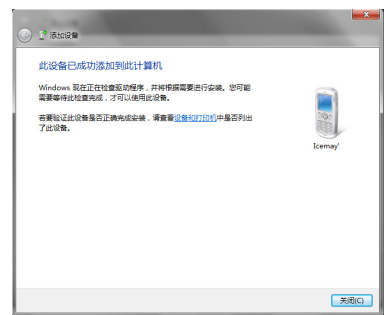 添加设备
此设备已成功添加到此计算机
Windows 现在正在检查驱动程序，并将根据需要进行安装。您可能
需要等待此检查完成，才可以使用此设备。
若要验证此设备是否正确完成安装，请查看设备和打印机中是否列出
了此设备。
Icemay'
关闭(C)